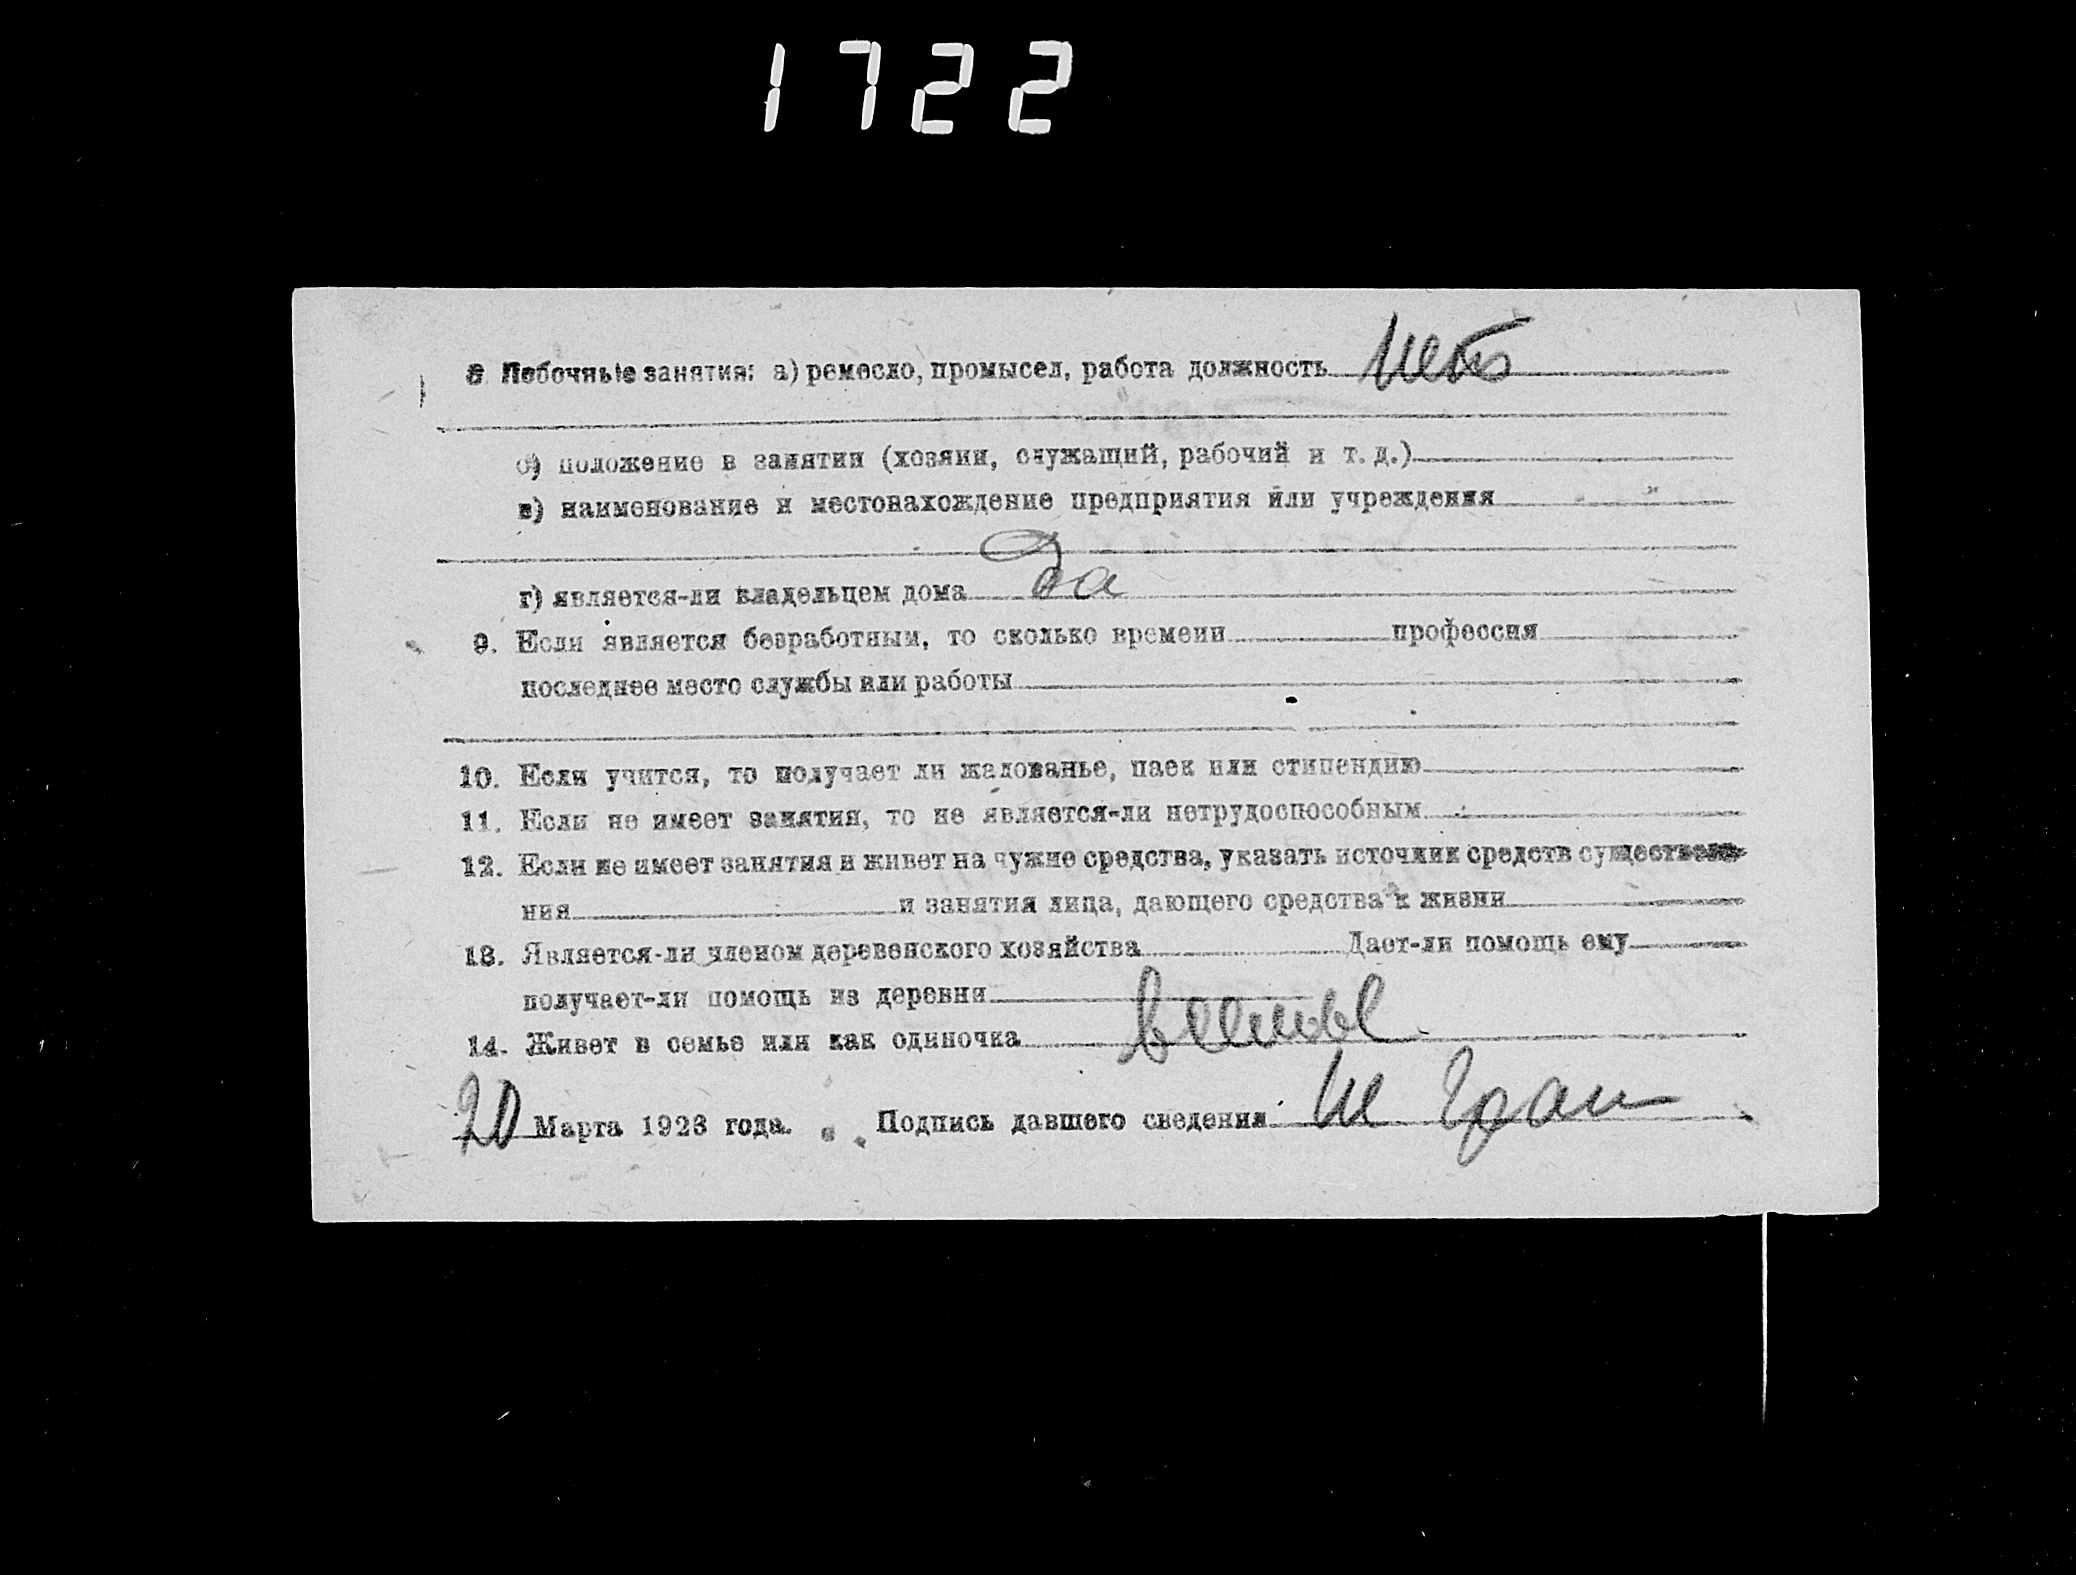 1722
8. Побочные занятия: а) ремесло, промысел, работа должность нетъ
б) положение в занятии (хозяин, служащий, рабочий и т. д.)
в) наименование и местонахождение предприятия или учреждения
г) является-ли владельцем дома да
9. Если является безработным, то сколько времени профессия
последнее место службы или работы
10. Если учится, то получает ли жалованье, паек или стипендию
11. Если не имеет занятия, то не является-ли нетрудоспособным
12. Если не имеет занятия и живет на чужие средства, указать источник средств существова-
ния и занятия лица, дающего средства к жизни
13. Является-ли членом деревенского хозяйства Дает-ли помощь ему
получает-ли помощь из деревни
14. Живет в семье или как одиночка в семье
20 Марта 1923 года. Подпись давшего сведения